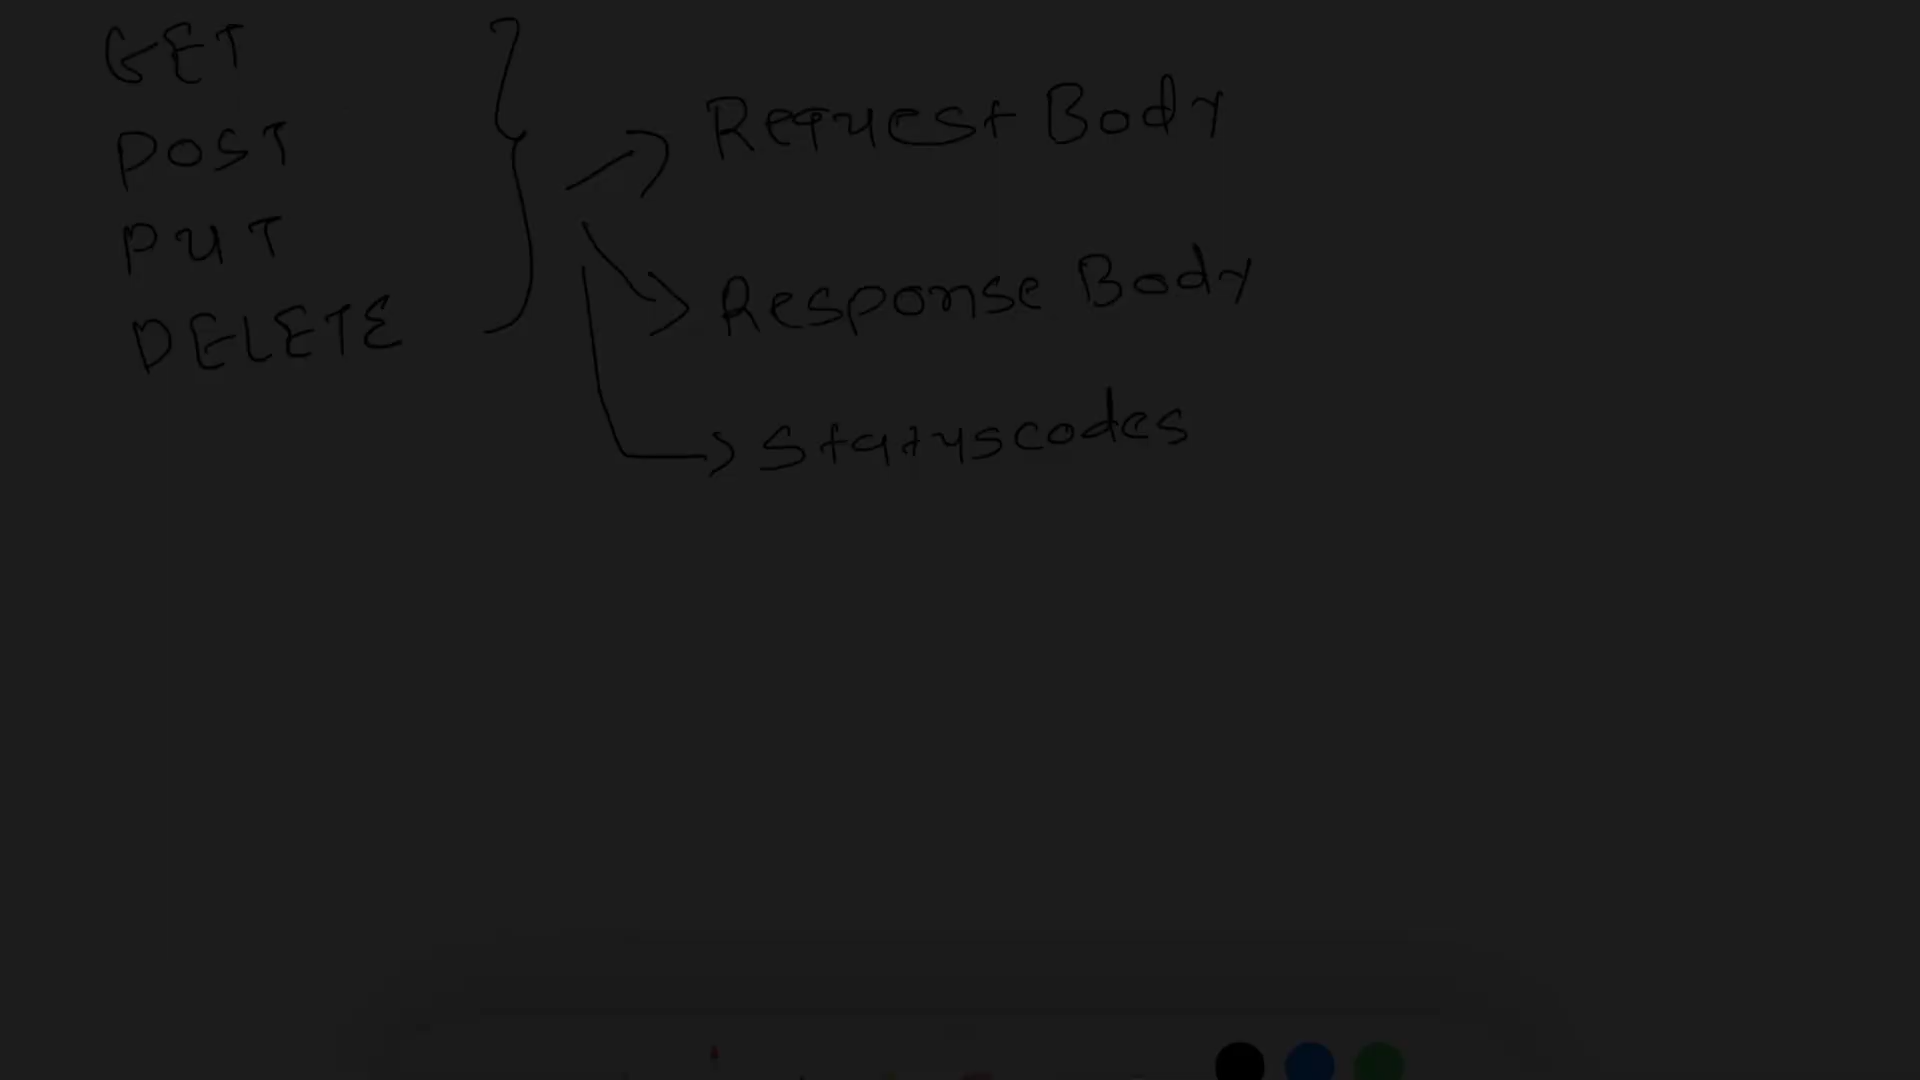 GET
POST
PUT
DELETE
Request Body
Response Body
Statuscodes